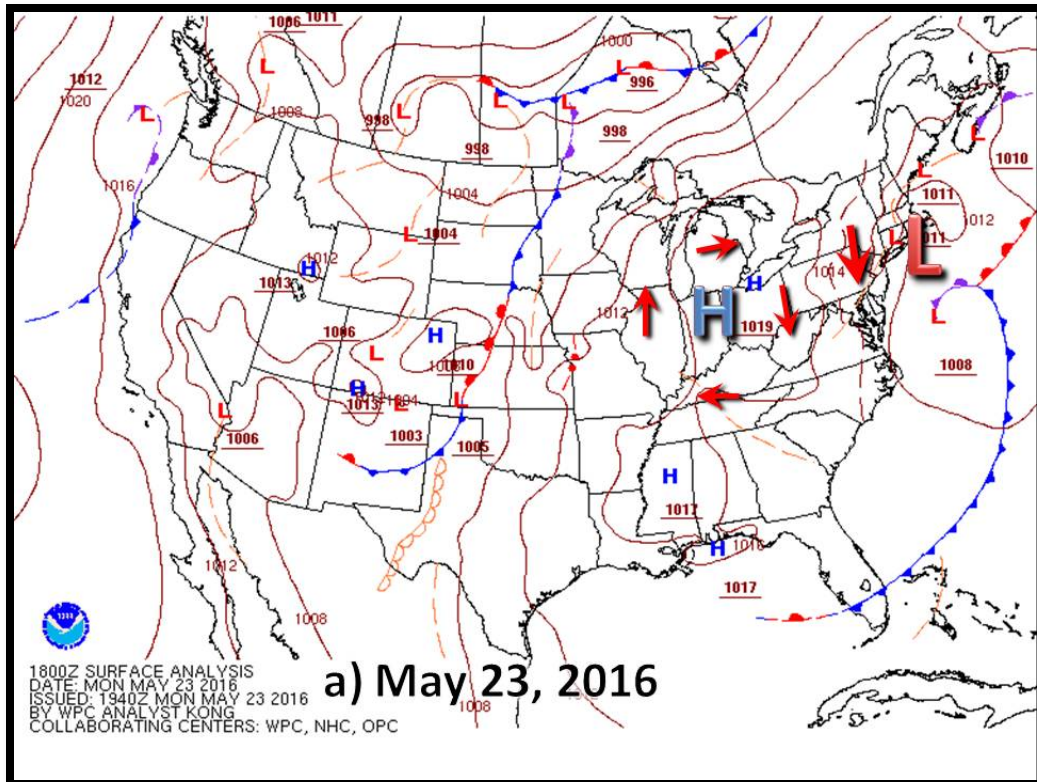 1006 1011
1012
1020
L
1000
L
996
1008
L
998
L
L
998
998
L
L
1010
1016
L
1011
1004
L
1004
1012
H
1013
1012
L
1011
L
1014
H
H
1019
1012
L
1008
1006
L
H
1010
H
1013
L
1004
L
1003
1005
L
1006
H
1017
H
1016
1017
1012
1008
1008
1800Z SURFACE ANALYSIS
DATE: MON MAY 23 2016
ISSUED: 1940Z MON MAY 23 2016
BY WPC ANALYST KONG
COLLABORATING CENTERS: WPC, NHC, OPC
a) May 23, 2016